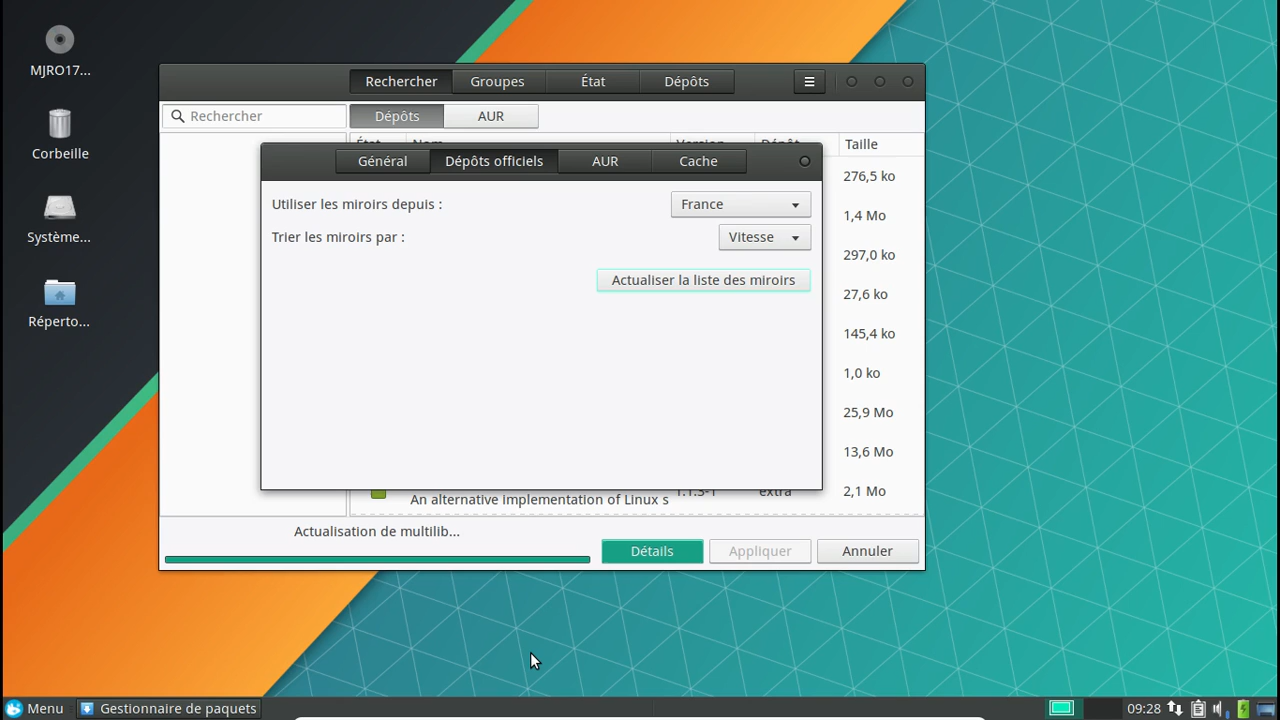 MJRO17...
Corbeille
Système...
Réperto...
Rechercher Groupes État Dépôts
Rechercher Dépôts AUR
Taille
Général Dépôts officiels AUR Cache
Utiliser les miroirs depuis : France
Trier les miroirs par : Vitesse
Actualiser la liste des miroirs
276,5 ko
1,4 Mo
297,0 ko
27,6 ko
145,4 ko
1,0 ko
25,9 Mo
13,6 Mo
An alternative implementation of Linux s 1.1.3-1 extra 2,1 Mo
Actualisation de multilib...
Détails Appliquer Annuler
Menu Gestionnaire de paquets 09:28